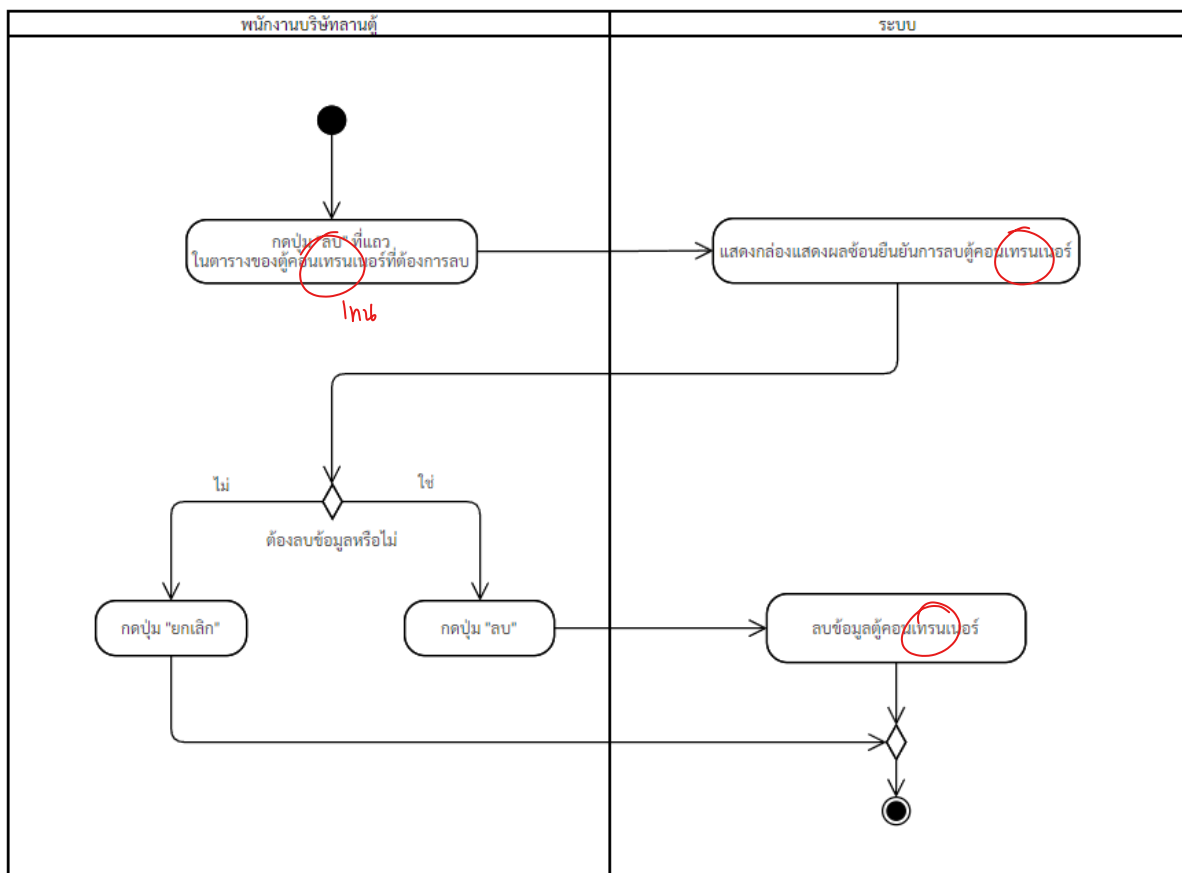 พนักงานบริษัทลานตู้
ระบบ
กดปุ่ม "ลบ" ที่แถว
ในตารางของตู้คอนเทรนเนอร์ที่ต้องการลบ
แสดงกล่องแสดงผลซ้อนยืนยันการลบตู้คอนเทรนเนอร์
เทน
ไม่
ใช่
ต้องลบข้อมูลหรือไม่
กดปุ่ม "ยกเลิก"
กดปุ่ม "ลบ"
ลบข้อมูลตู้คอนเทรนเนอร์